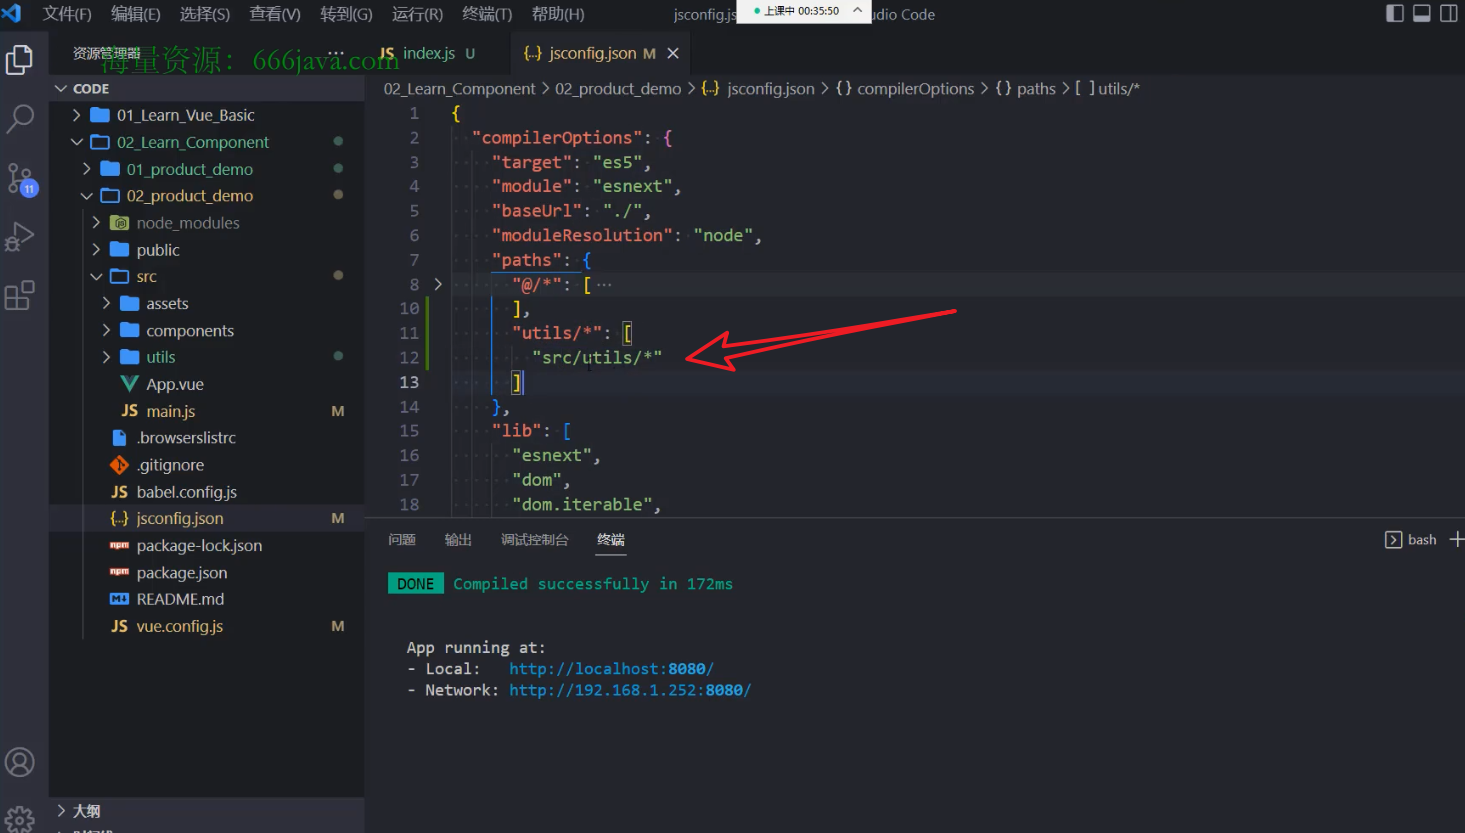 文件(F) 编辑(E) 选择(S) 查看(V) 转到(G) 运行(R) 终端(T) 帮助(H) jsconfig.js 上课中 00:35:50 udio Code
资源管理器 ···
海量资源：666java.com
JS index.js U
{..} jsconfig.json M
CODE
01_Learn_Vue_Basic
02_Learn_Component
01_product_demo
02_product_demo
node_modules
public
src
assets
components
utils
App.vue
JS main.js M
.browserslistrc
.gitignore
JS babel.config.js
{..} jsconfig.json M
npm package-lock.json
npm package.json
README.md
JS vue.config.js M
大纲
11
02_Learn_Component > 02_product_demo > {..} jsconfig.json > {} compilerOptions > {} paths > [ ] utils/*
1 {
2 "compilerOptions": {
3 "target": "es5",
4 "module": "esnext",
5 "baseUrl": "./",
6 "moduleResolution": "node",
7 "paths": {
8 "@/*": [ ···
10 ],
11 "utils/*": [
12 "src/utils/*"
13 ]
14 },
15 "lib": [
16 "esnext",
17 "dom",
18 "dom.iterable",
问题 输出 调试控制台 终端 bash
DONE Compiled successfully in 172ms
App running at:
- Local: http://localhost:8080/
- Network: http://192.168.1.252:8080/